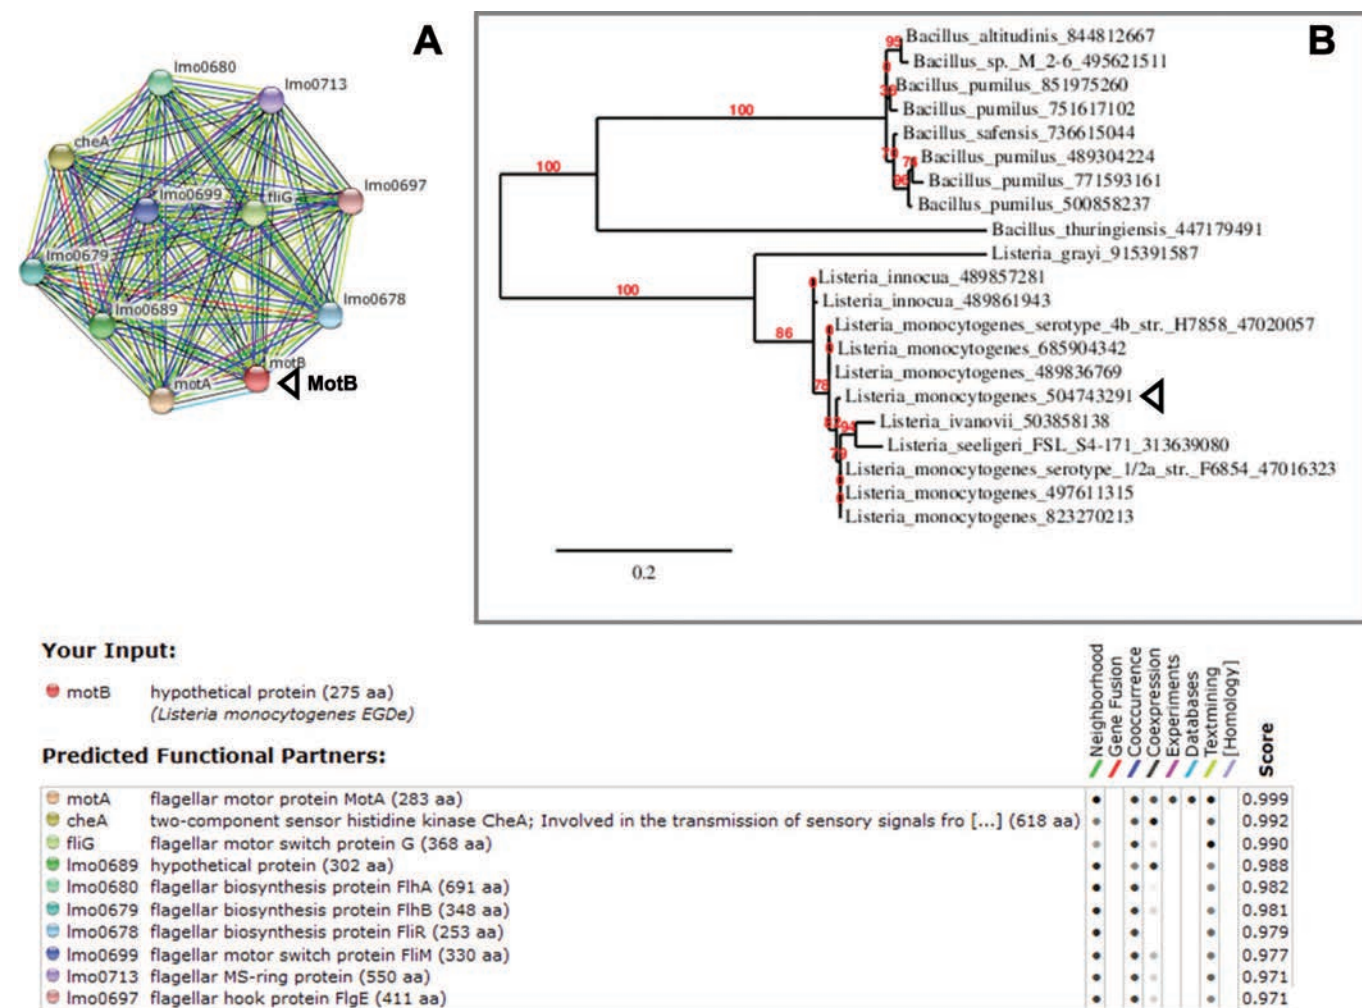 A
lmo0680
lmo0713
cheA
lmo0697
lmo0699
fliG
lmo0679
lmo0678
lmo0689
motB
MotB
motA
B
Bacillus_altitudinis_844812667
95
Bacillus_sp._M_2-6_495621511
Bacillus_pumilus_851975260
100
Bacillus_pumilus_751617102
Bacillus_safensis_736615044
Bacillus_pumilus_489304224
100
Bacillus_pumilus_771593161
Bacillus_pumilus_500858237
Bacillus_thuringiensis_447179491
Listeria_grayi_915391587
Listeria_innocua_489857281
100
Listeria_innocua_489861943
Listeria_monocytogenes_serotype_4b_str._H7858_47020057
86
Listeria_monocytogenes_685904342
Listeria_monocytogenes_489836769
78
Listeria_monocytogenes_504743291
Listeria_ivanovii_503858138
94
Listeria_seeligeri_FSL_S4-171_313639080
79
Listeria_monocytogenes_serotype_1/2a_str._F6854_47016323
Listeria_monocytogenes_497611315
Listeria_monocytogenes_823270213
0.2
Your Input:
motB hypothetical protein (275 aa)
(Listeria monocytogenes EGDe)
Predicted Functional Partners:
Neighborhood
Gene Fusion
Cooccurrence
Coexpression
Experiments
Databases
Textmining
[Homology]
Score
motA flagellar motor protein MotA (283 aa) 0.999
cheA two-component sensor histidine kinase CheA; Involved in the transmission of sensory signals fro [...] (618 aa) 0.992
fliG flagellar motor switch protein G (368 aa) 0.990
lmo0689 hypothetical protein (302 aa) 0.988
lmo0680 flagellar biosynthesis protein FlhA (691 aa) 0.982
lmo0679 flagellar biosynthesis protein FlhB (348 aa) 0.981
lmo0678 flagellar biosynthesis protein FliR (253 aa) 0.979
lmo0699 flagellar motor switch protein FliM (330 aa) 0.977
lmo0713 flagellar MS-ring protein (550 aa) 0.971
lmo0697 flagellar hook protein FlgE (411 aa) 0.971